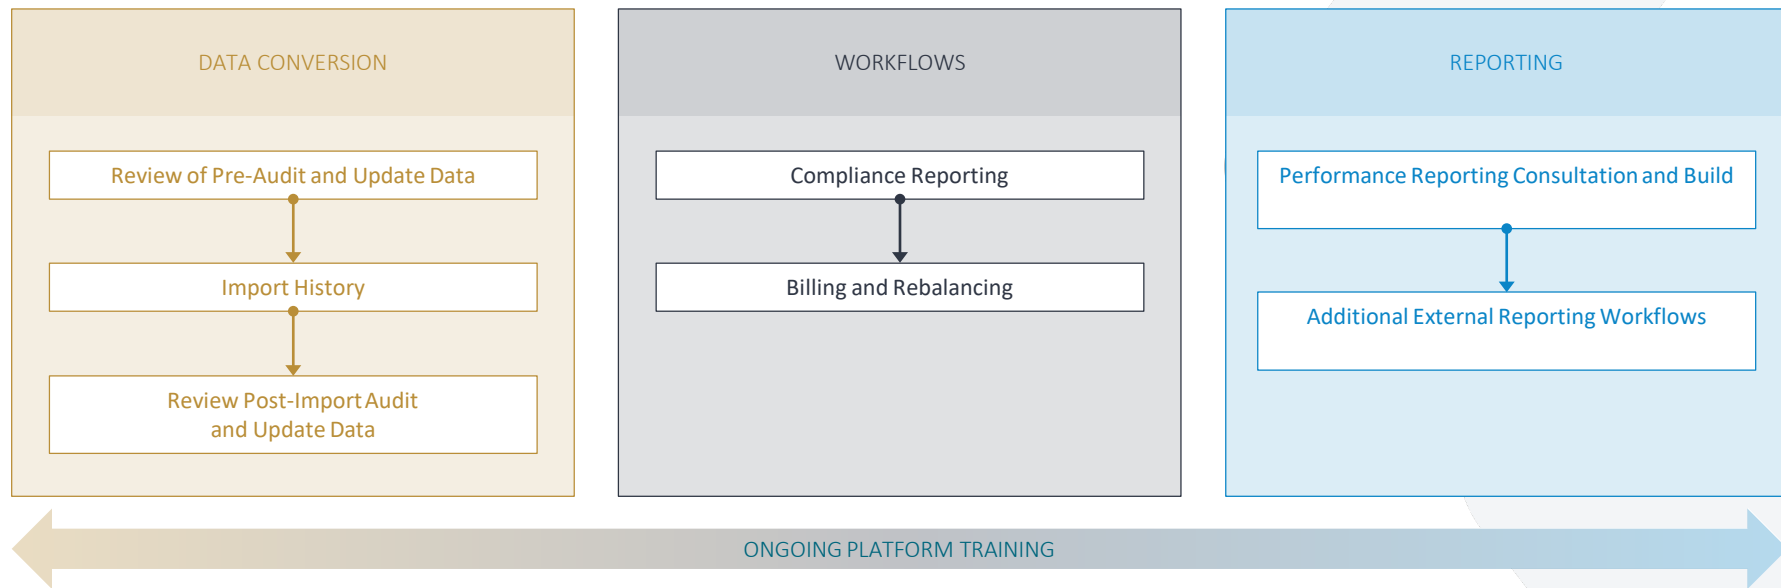 DATA CONVERSION
Review of Pre-Audit and Update Data
Import History
Review Post-Import Audit
and Update Data
WORKFLOWS
Compliance Reporting
Billing and Rebalancing
REPORTING
Performance Reporting Consultation and Build
Additional External Reporting Workflows
ONGOING PLATFORM TRAINING